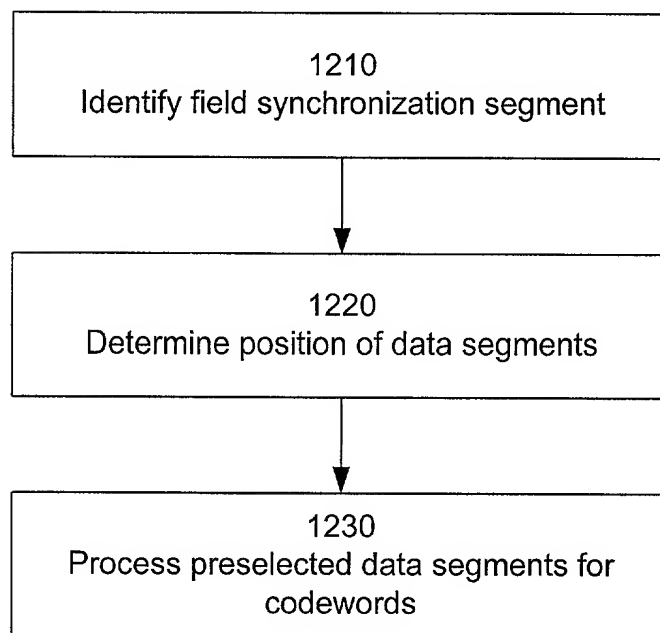 1210
Identify field synchronization segment
1220
Determine position of data segments
1230
Process preselected data segments for
codewords